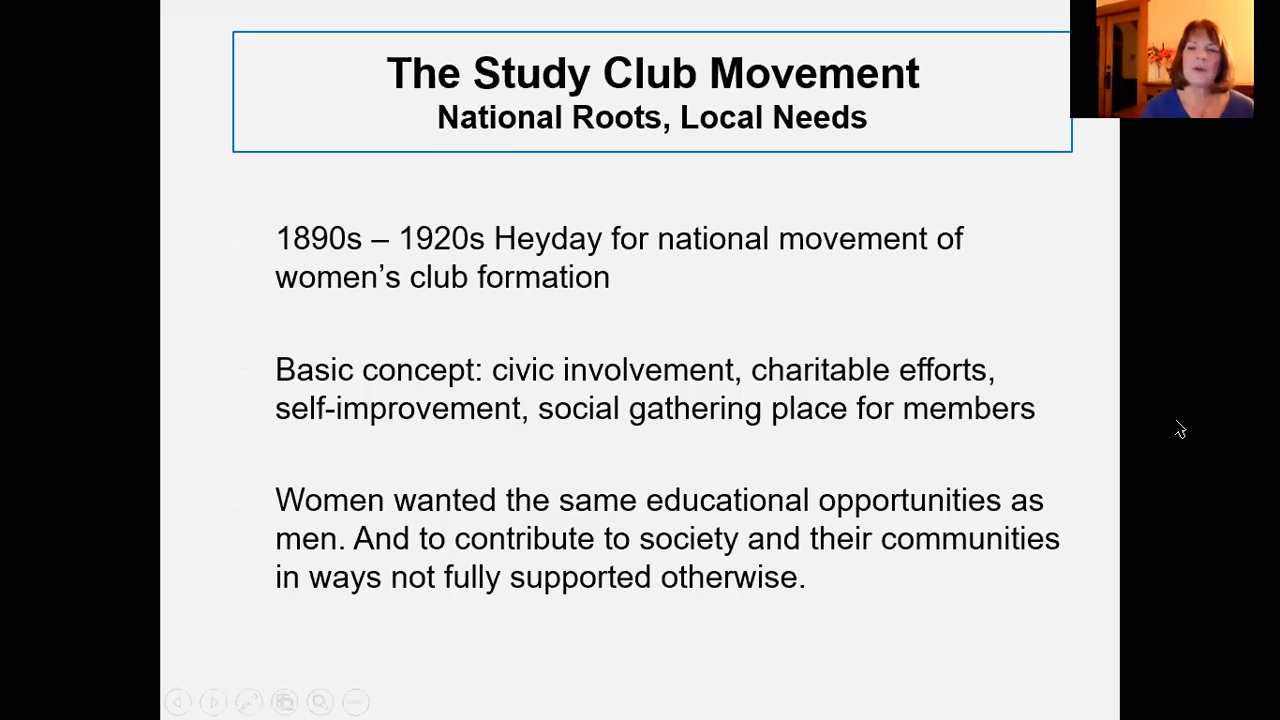 The Study Club Movement
National Roots, Local Needs
1890s – 1920s Heyday for national movement of
women’s club formation
Basic concept: civic involvement, charitable efforts,
self-improvement, social gathering place for members
Women wanted the same educational opportunities as
men. And to contribute to society and their communities
in ways not fully supported otherwise.